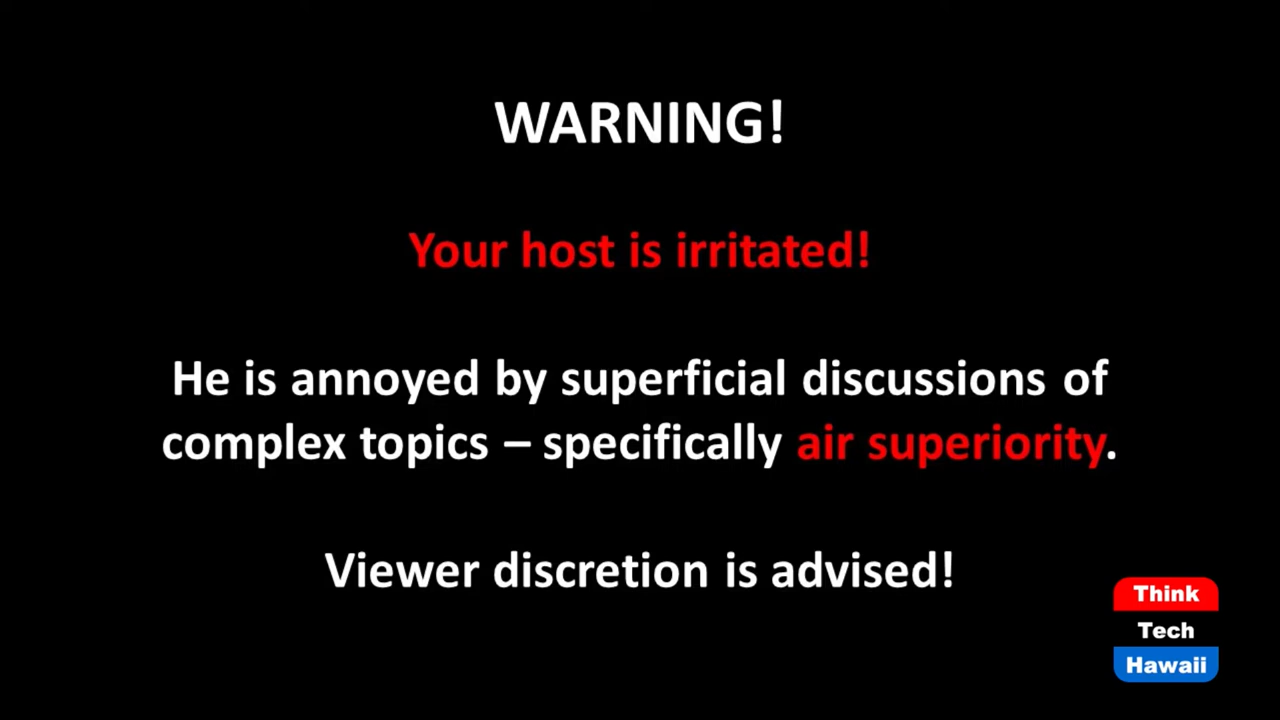 WARNING!
Your host is irritated!
He is annoyed by superficial discussions of
complex topics – specifically air superiority.
Viewer discretion is advised!
Think
Tech
Hawaii